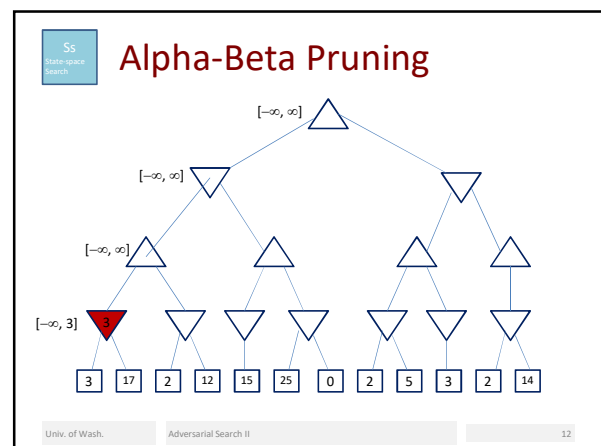 Ss
State-space
Search
Alpha-Beta Pruning
[−∞, ∞]
[−∞, ∞]
[−∞, ∞]
[−∞, 3]
3
3 17 2 12 15 25 0 2 5 3 2 14
Univ. of Wash. Adversarial Search II 12